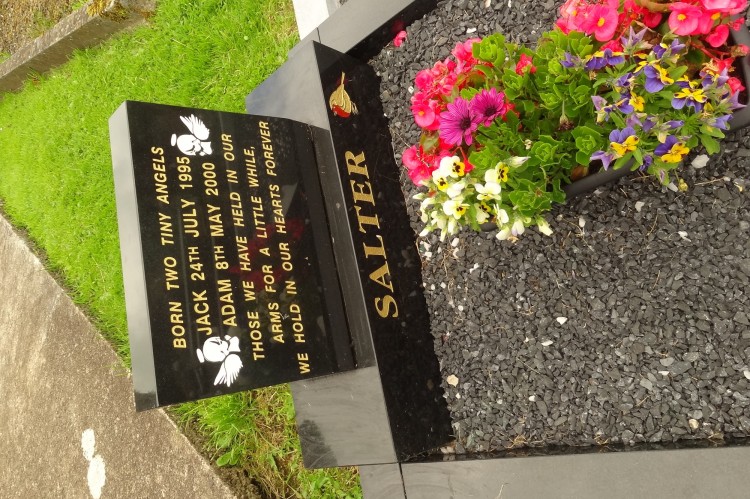 BORN TWO TINY ANGELS
JACK 24TH JULY 1995
ADAM 8TH MAY 2000
THOSE WE HAVE HELD IN OUR
ARMS FOR A LITTLE WHILE,
WE HOLD IN OUR HEARTS FOREVER
SALTER